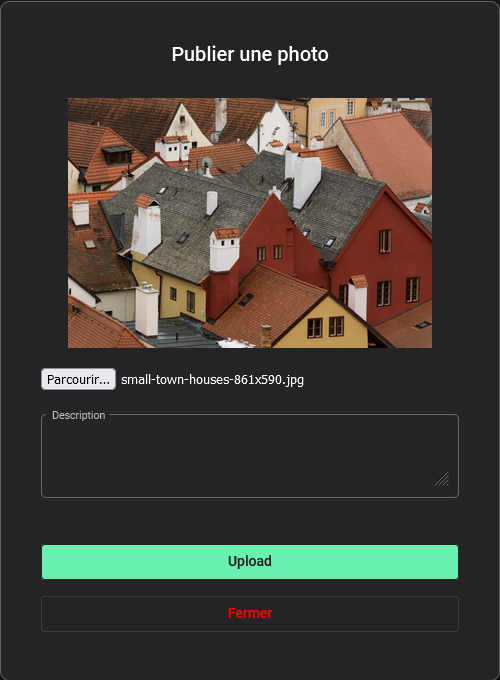 Publier une photo
Parcourir... small-town-houses-861x590.jpg
Description
Upload
Fermer